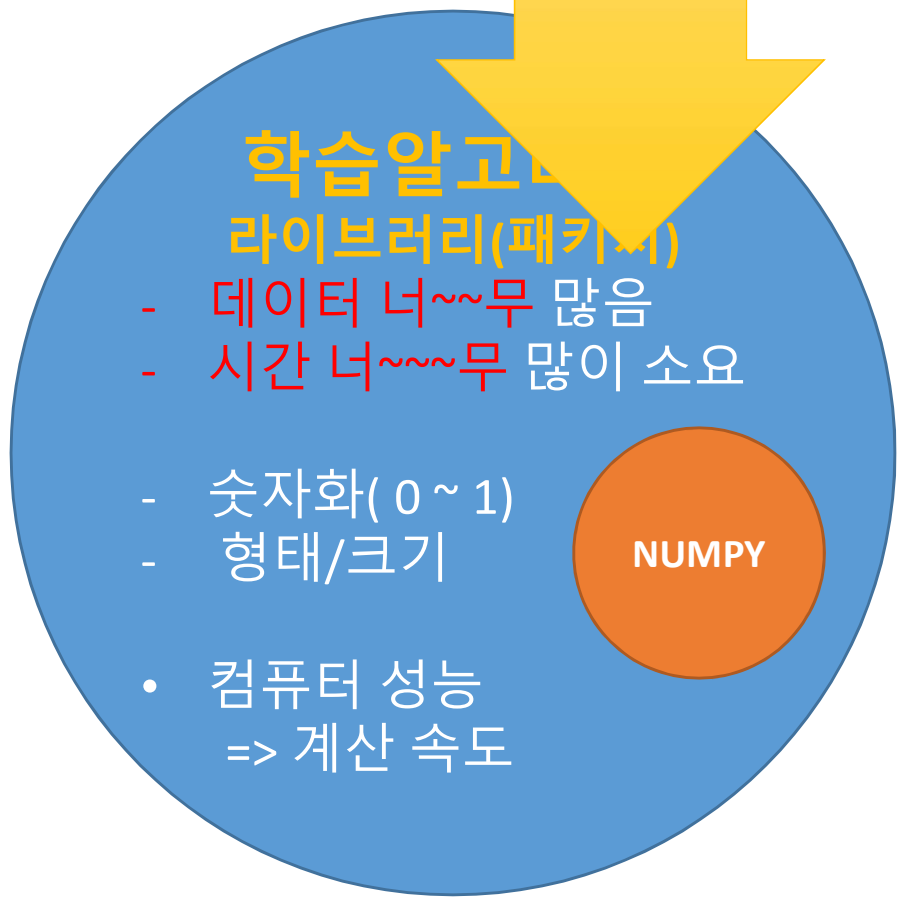 학습알고
라이브러리(패키지)
- 데이터 너~~무 많음
- 시간 너~~~무 많이 소요
- 숫자화( 0 ~ 1)
- 형태/크기
NUMPY
• 컴퓨터 성능
=> 계산 속도